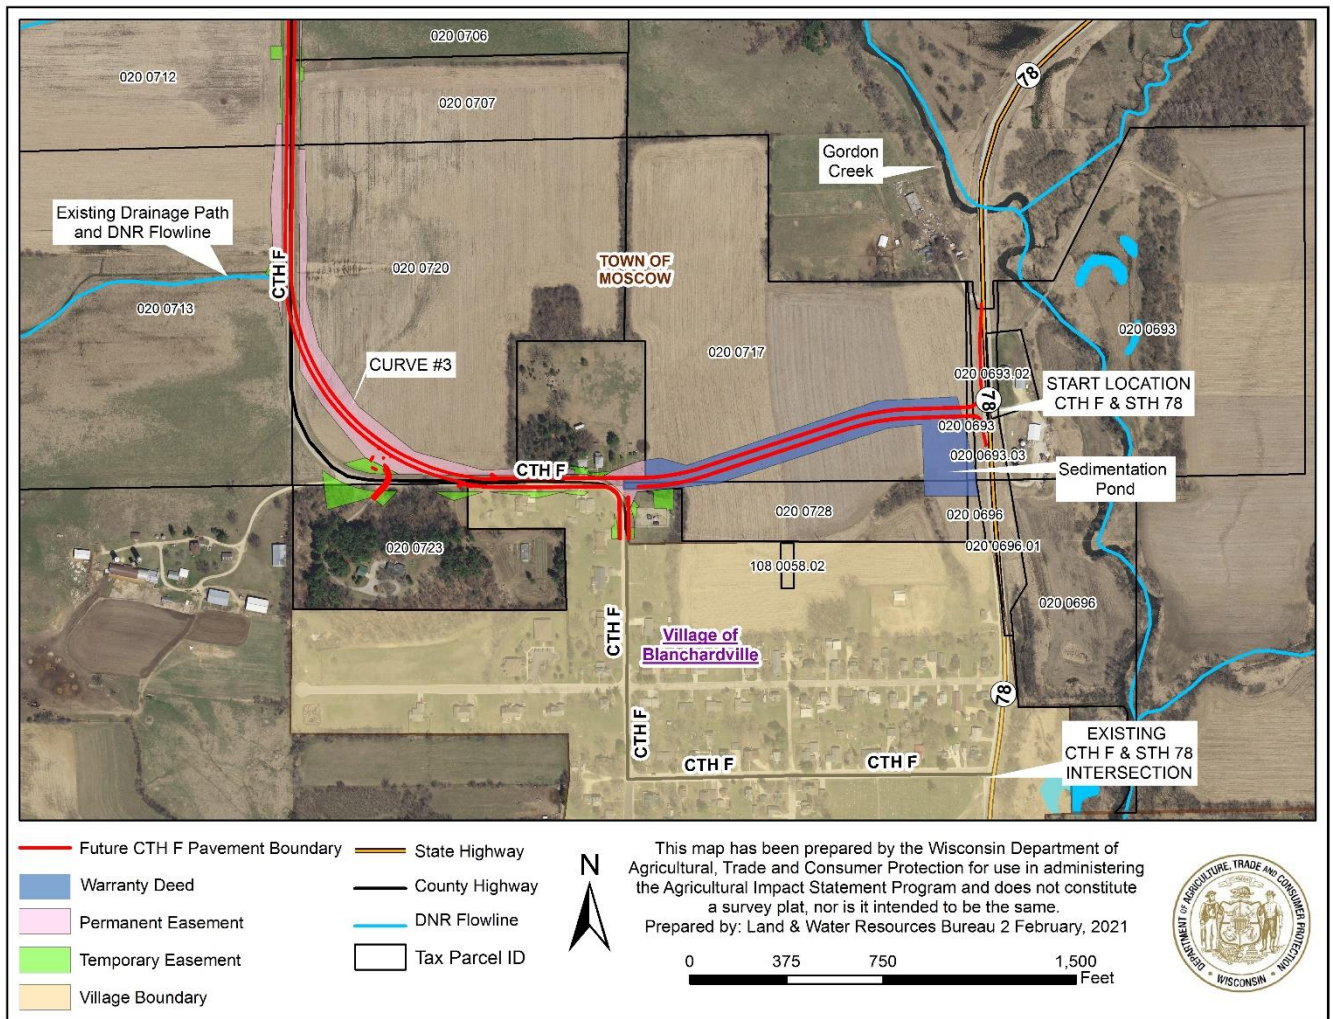 020 0706
78
020 0712
020 0707
Gordon
Creek
Existing Drainage Path
and DNR Flowline
CTH F
020 0720
TOWN OF
MOSCOW
020 0713
020 0693
CURVE #3
020 0717
020 0693.02
START LOCATION
CTH F & STH 78
78
020 0693
020 0693.03
CTH F
Sedimentation
Pond
020 0728
020 0696
020 0723
020 0696.01
108 0058.02
020 0696
CTH F
Village of
Blanchardville
78
CTH F
EXISTING
CTH F & STH 78
INTERSECTION
CTH F
CTH F
Future CTH F Pavement Boundary
Warranty Deed
Permanent Easement
Temporary Easement
Village Boundary
State Highway
County Highway
DNR Flowline
Tax Parcel ID
N
This map has been prepared by the Wisconsin Department of
Agricultural, Trade and Consumer Protection for use in administering
the Agricultural Impact Statement Program and does not constitute
a survey plat, nor is it intended to be the same.
Prepared by: Land & Water Resources Bureau 2 February, 2021
0 375 750 1,500
Feet
DEPARTMENT OF AGRICULTURE, TRADE AND CONSUMER PROTECTION
WISCONSIN